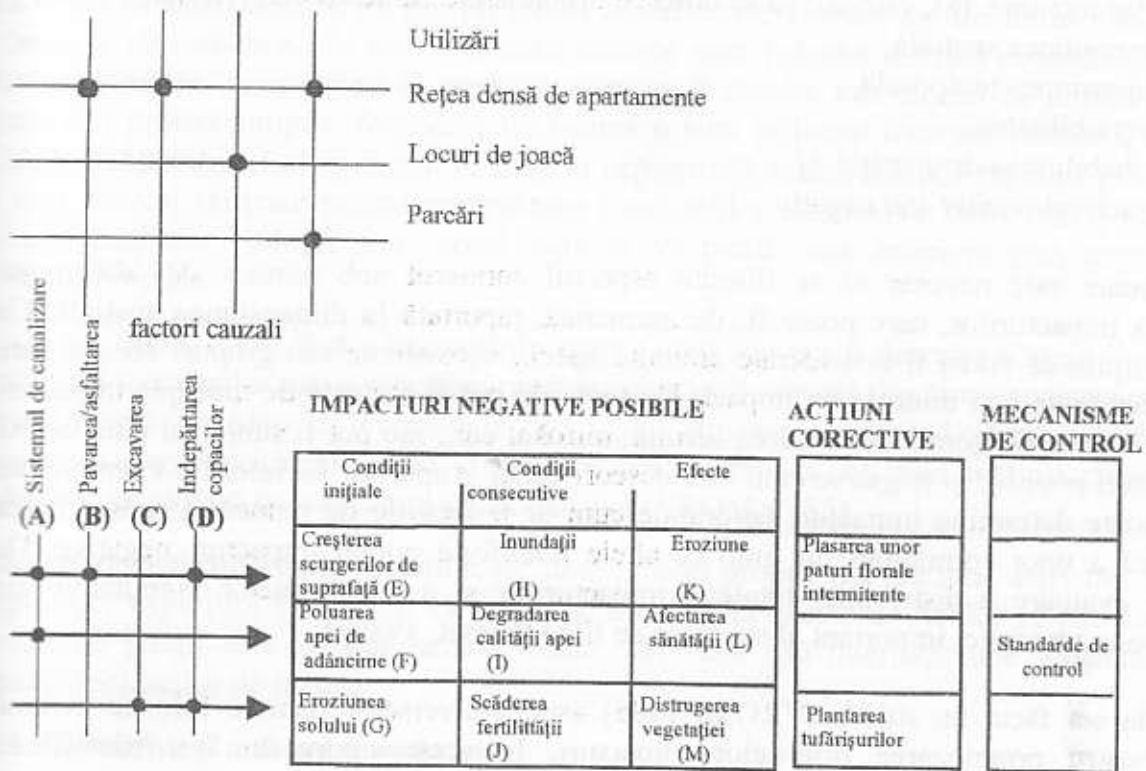 Utilizări
Rețea densă de apartamente
Locuri de joacă
Parcări
factori cauzali
Sistemul de canalizare
Pavarea/asfaltarea
Excavarea
Indepărtarea
copacilor
(A) (B) (C) (D)
IMPACTURI NEGATIVE POSIBILE
ACȚIUNI
CORECTIVE
MECANISME
DE CONTROL
Condiții
inițiale
Condiții
consecutive
Efecte
Creșterea
scurgerilor de
suprafață (E)
Inundații
(H)
Eroziune
(K)
Plasarea unor
paturi florale
intermitente
Poluarea
apei de
adâncime (F)
Degradarea
calității apei
(I)
Afectarea
sănătății (L)
Standarde de
control
Eroziunea
solului (G)
Scăderea
fertilittății
(J)
Distrugerea
vegetației
(M)
Plantarea
tufărișurilor